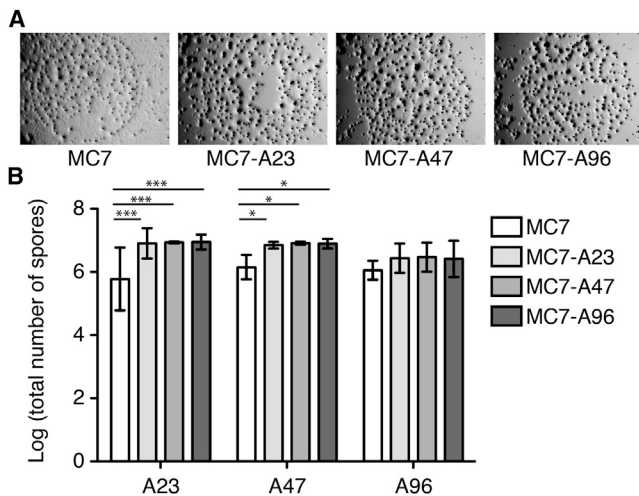 A
MC7
MC7-A23
MC7-A47
MC7-A96
B
Log (total number of spores)
8
6
4
2
0
***
***
***
*
*
*
A23
A47
A96
MC7
MC7-A23
MC7-A47
MC7-A96